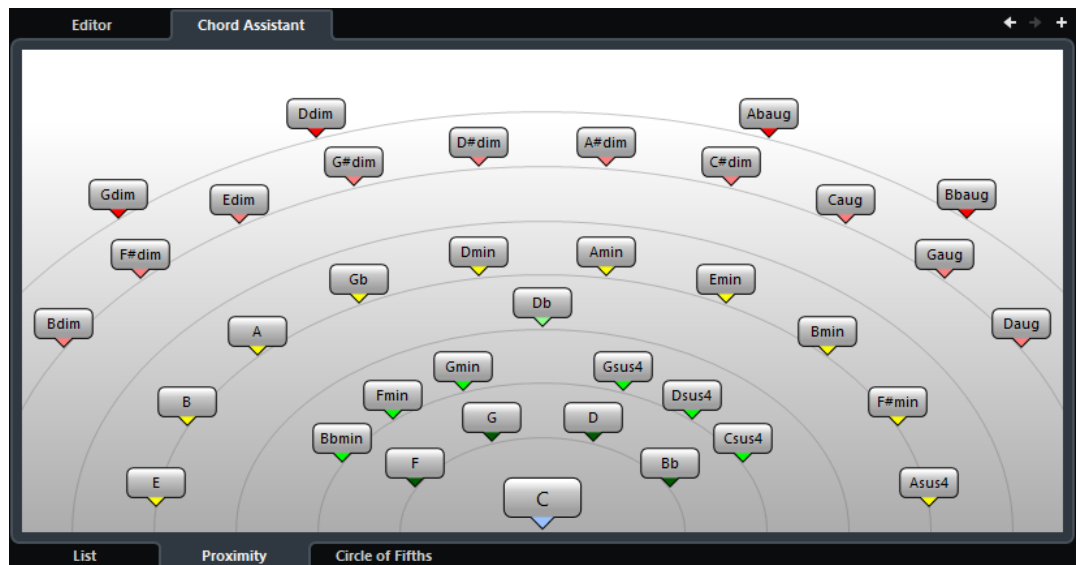 Editor
Chord Assistant
Ddim
Abaug
D#dim
A#dim
G#dim
C#dim
Gdim
Edim
Caug
Bbaug
F#dim
Dmin
Amin
Gaug
Gb
Emin
Db
Bdim
A
Bmin
Daug
Gmin
Gsus4
Fmin
Dsus4
B
F#min
G
D
Bbmin
Csus4
F
Bb
E
Asus4
C
List
Proximity
Circle of Fifths